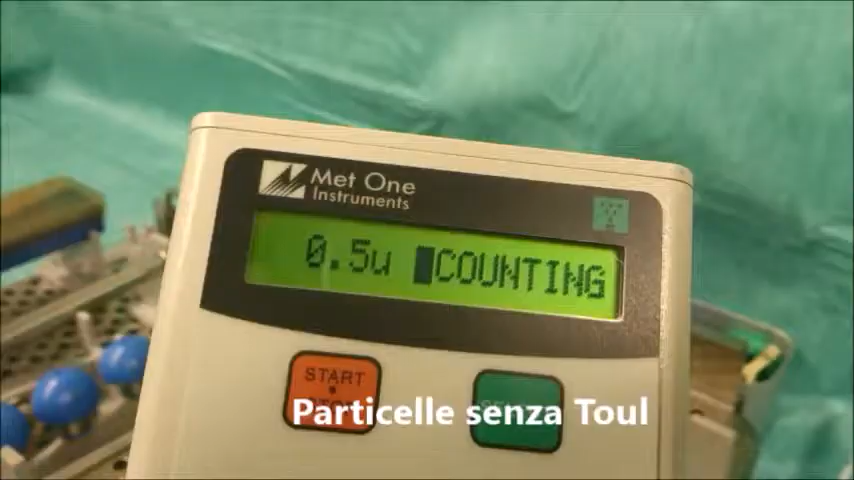 Met One
Instruments
0.5u COUNTING
START
Particelle senza Toul